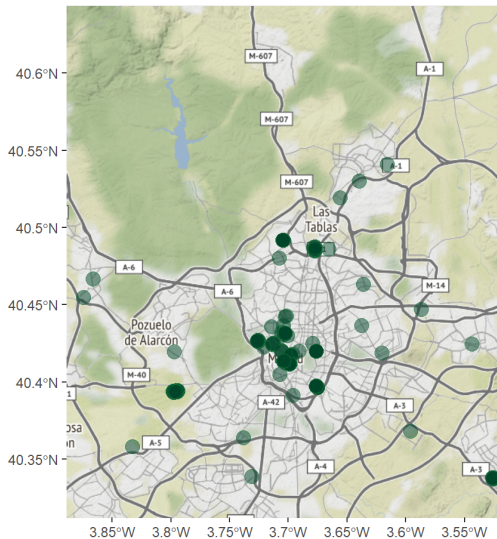 40.6°N
40.55°N
40.5°N
40.45°N
40.4°N
40.35°N
M-607
A-1
M-607
A-1
M-607
Las
Tablas
A-6
M-14
A-6
Pozuelo
de Alarcón
M-40
A-42
A-3
A-5
A-4
A-3
3.85°W
3.8°W
3.75°W
3.7°W
3.65°W
3.6°W
3.55°W